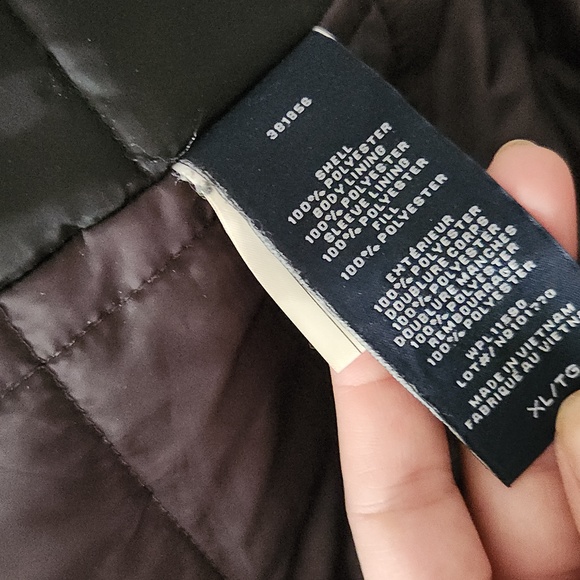 381856
SHELL
100% POLYESTER
BODY LINING
100% POLYESTER
SLEEVE LINING
100% POLYESTER
FILL
100% POLYESTER
EXTÉRIEUR
100% POLYESTER
DOUBLURE CORPS
100% POLYESTER
DOUBLURE MANCHES
100% POLYESTER
REMBOURRAGE
100% POLYESTER
WPL11690
MADE IN VIETNAM
FABRIQUÉ AU VIETNAM
XL/TG